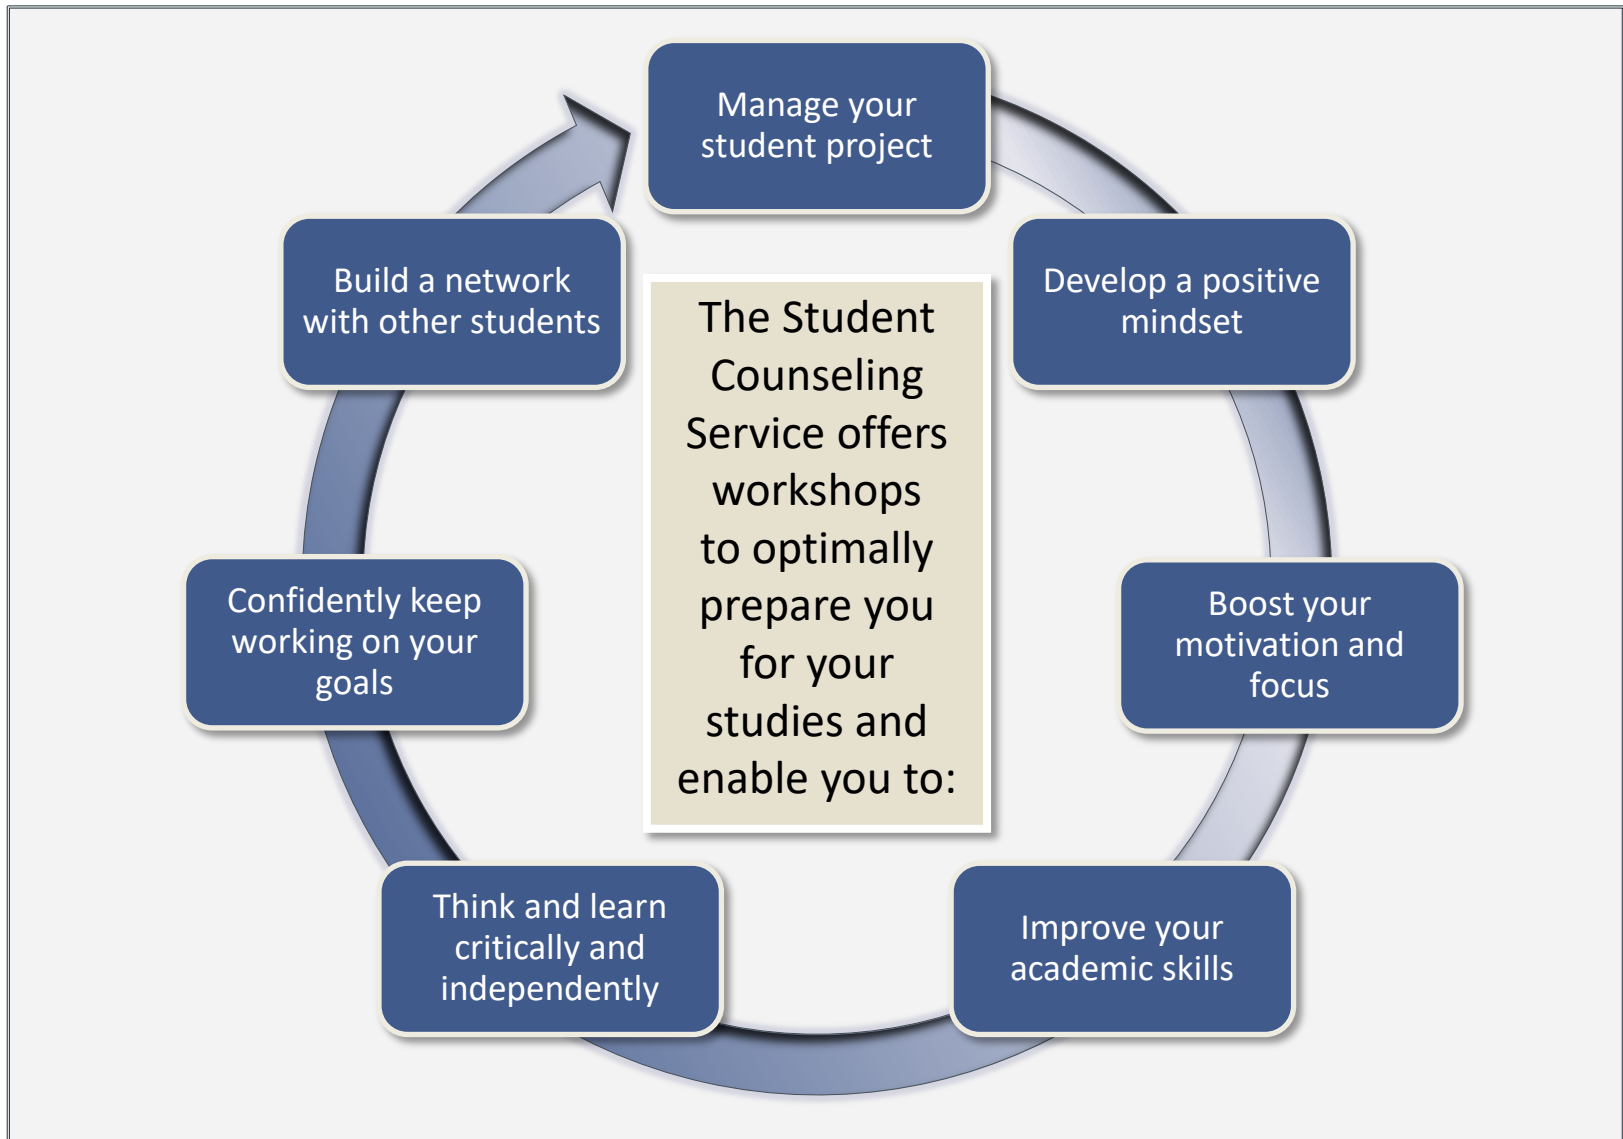 Manage your
student project
Develop a positive
mindset
Boost your
motivation and
focus
Improve your
academic skills
Think and learn
critically and
independently
Confidently keep
working on your
goals
Build a network
with other students
The Student
Counseling
Service offers
workshops
to optimally
prepare you
for your
studies and
enable you to: